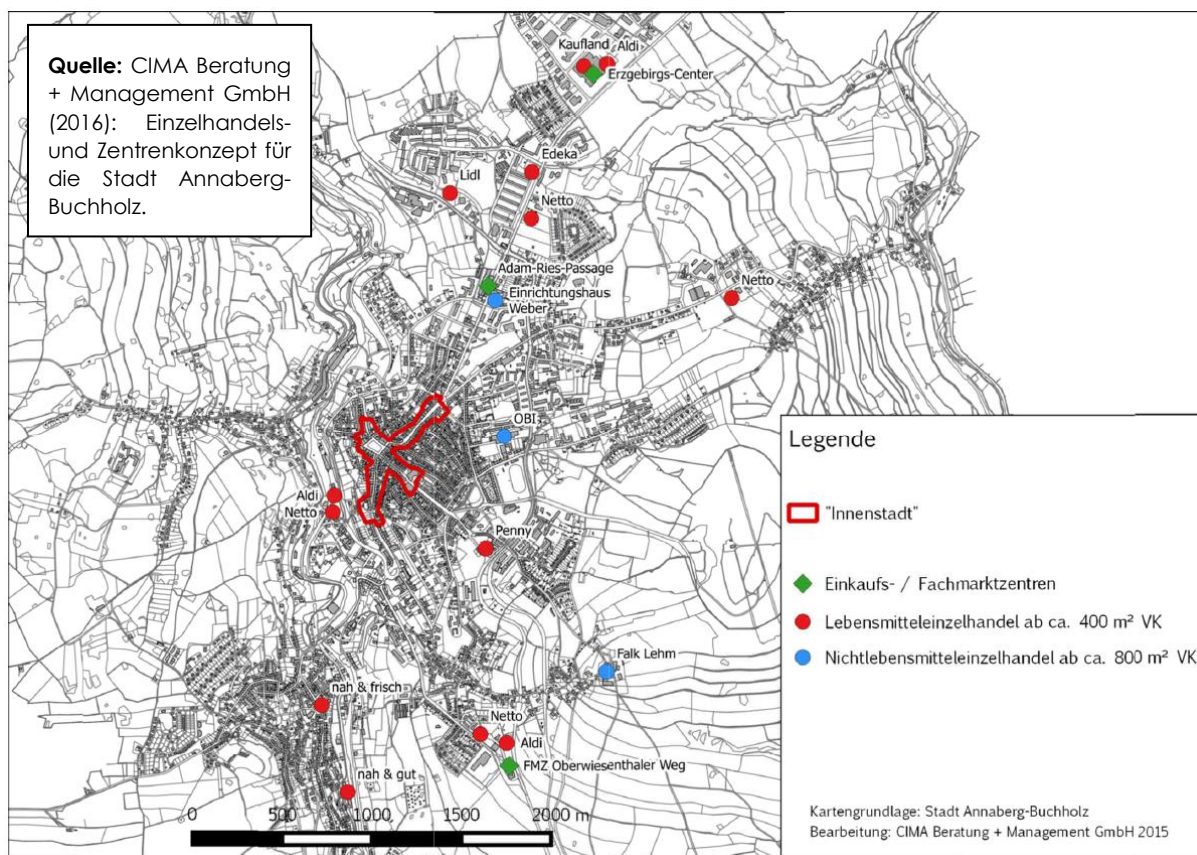 Quelle: CIMA Beratung
+ Management GmbH
(2016): Einzelhandels-
und Zentrenkonzept für
die Stadt Annaberg-
Buchholz.
Kaufland
Aldi
Erzgebirgs-Center
Edeka
Lidl
Netto
Adam-Ries-Passage
Einrichtungshaus
Weber
Netto
OBI
Aldi
Netto
Penny
Falk Lehm
nah & frisch
Netto
Aldi
FMZ Oberwiesenthaler Weg
nah & gut
0 500 1000 1500 2000 m
Legende
"Innenstadt"
Einkaufs- / Fachmarktzentren
Lebensmitteleinzelhandel ab ca. 400 m² VK
Nichtlebensmitteleinzelhandel ab ca. 800 m² VK
Kartengrundlage: Stadt Annaberg-Buchholz
Bearbeitung: CIMA Beratung + Management GmbH 2015